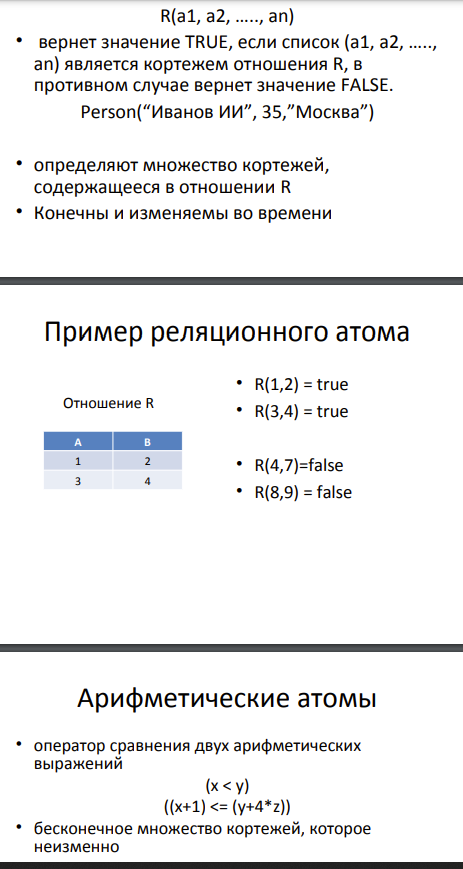 R(a1, a2, ….., an)
• вернет значение TRUE, если список (a1, a2, …..,
an) является кортежем отношения R, в
противном случае вернет значение FALSE.
Person(“Иванов ИИ”, 35,”Москва”)
• определяют множество кортежей,
содержащееся в отношении R
• Конечны и изменяемы во времени
Пример реляционного атома
Отношение R
A B
1 2
3 4
• R(1,2) = true
• R(3,4) = true
• R(4,7)=false
• R(8,9) = false
Арифметические атомы
• оператор сравнения двух арифметических
выражений
(x < y)
((x+1) <= (y+4*z))
• бесконечное множество кортежей, которое
неизменно